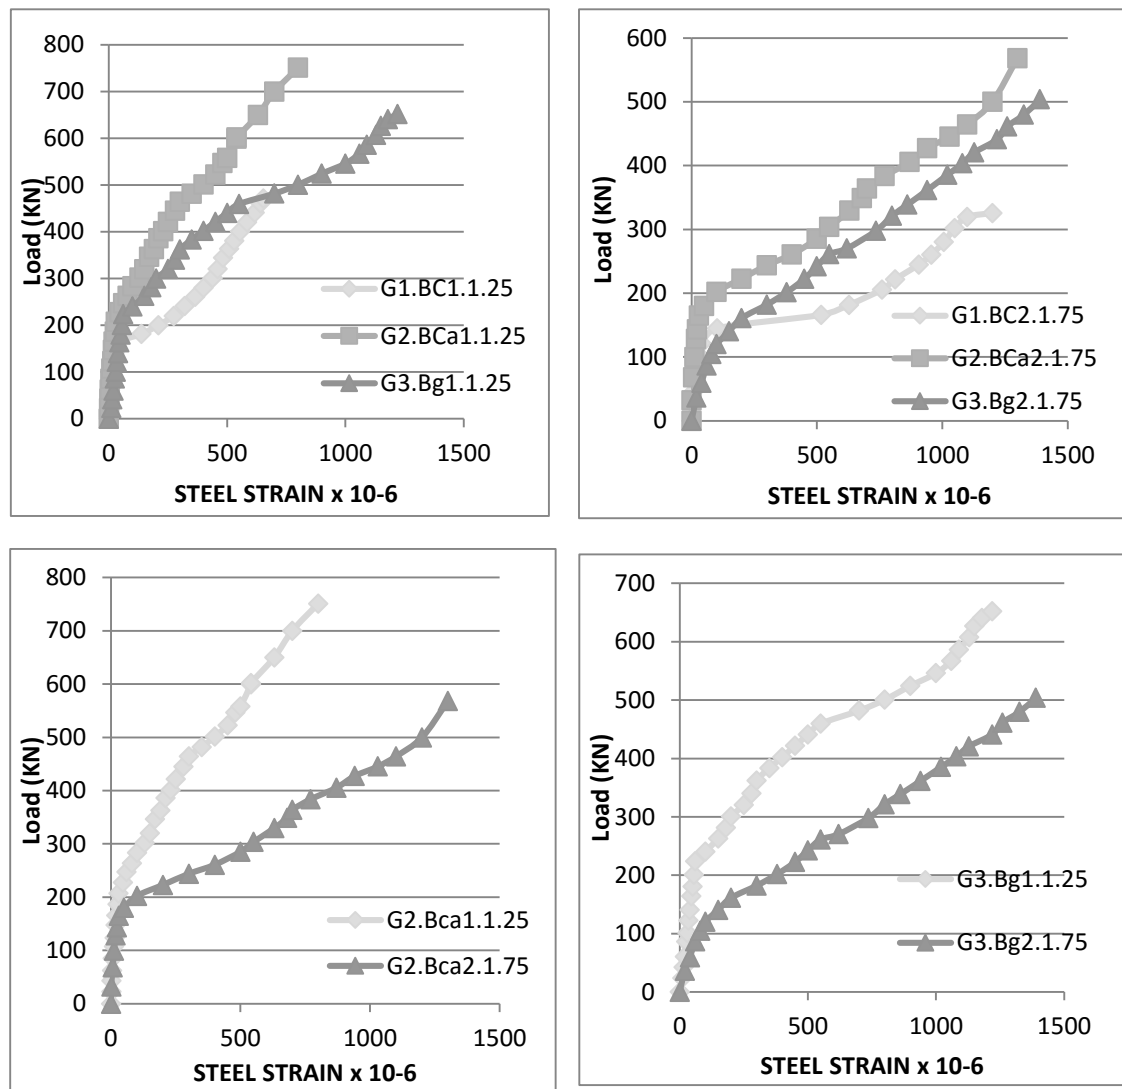 800
700
600
500
400
300
200
100
0
Load (KN)
G1.BC1.1.25
G2.BCa1.1.25
G3.Bg1.1.25
0 500 1000 1500
STEEL STRAIN x 10-6
600
500
400
300
200
100
0
Load (KN)
G1.BC2.1.75
G2.BCa2.1.75
G3.Bg2.1.75
0 500 1000 1500
STEEL STRAIN x 10-6
800
700
600
500
400
300
200
100
0
Load (KN)
G2.Bca1.1.25
G2.Bca2.1.75
0 500 1000 1500
STEEL STRAIN x 10-6
700
600
500
400
300
200
100
0
Load (KN)
G3.Bg1.1.25
G3.Bg2.1.75
0 500 1000 1500
STEEL STRAIN x 10-6